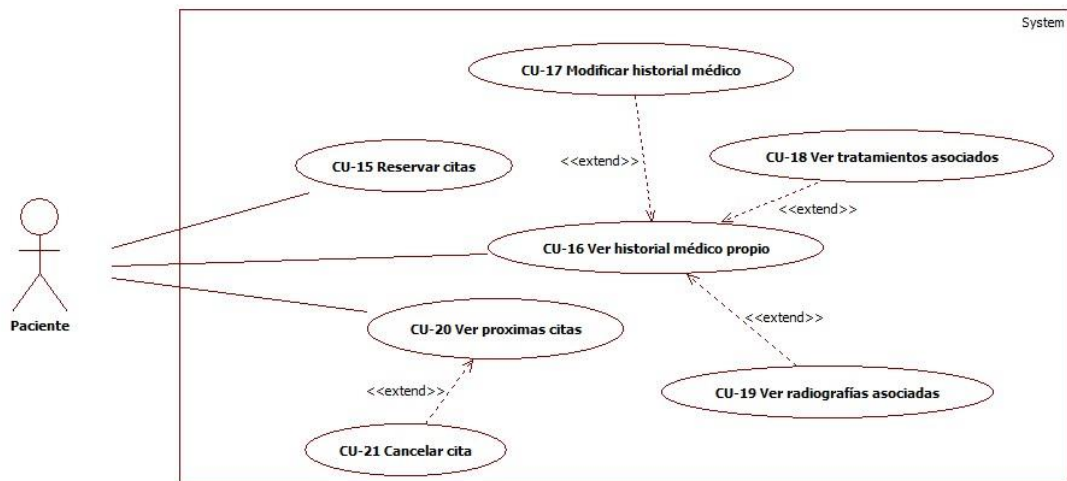 System
CU-17 Modificar historial médico
CU-15 Reservar citas
<<extend>>
CU-18 Ver tratamientos asociados
<<extend>>
CU-16 Ver historial médico propio
Paciente
CU-20 Ver proximas citas
<<extend>>
<<extend>>
CU-19 Ver radiografías asociadas
CU-21 Cancelar cita